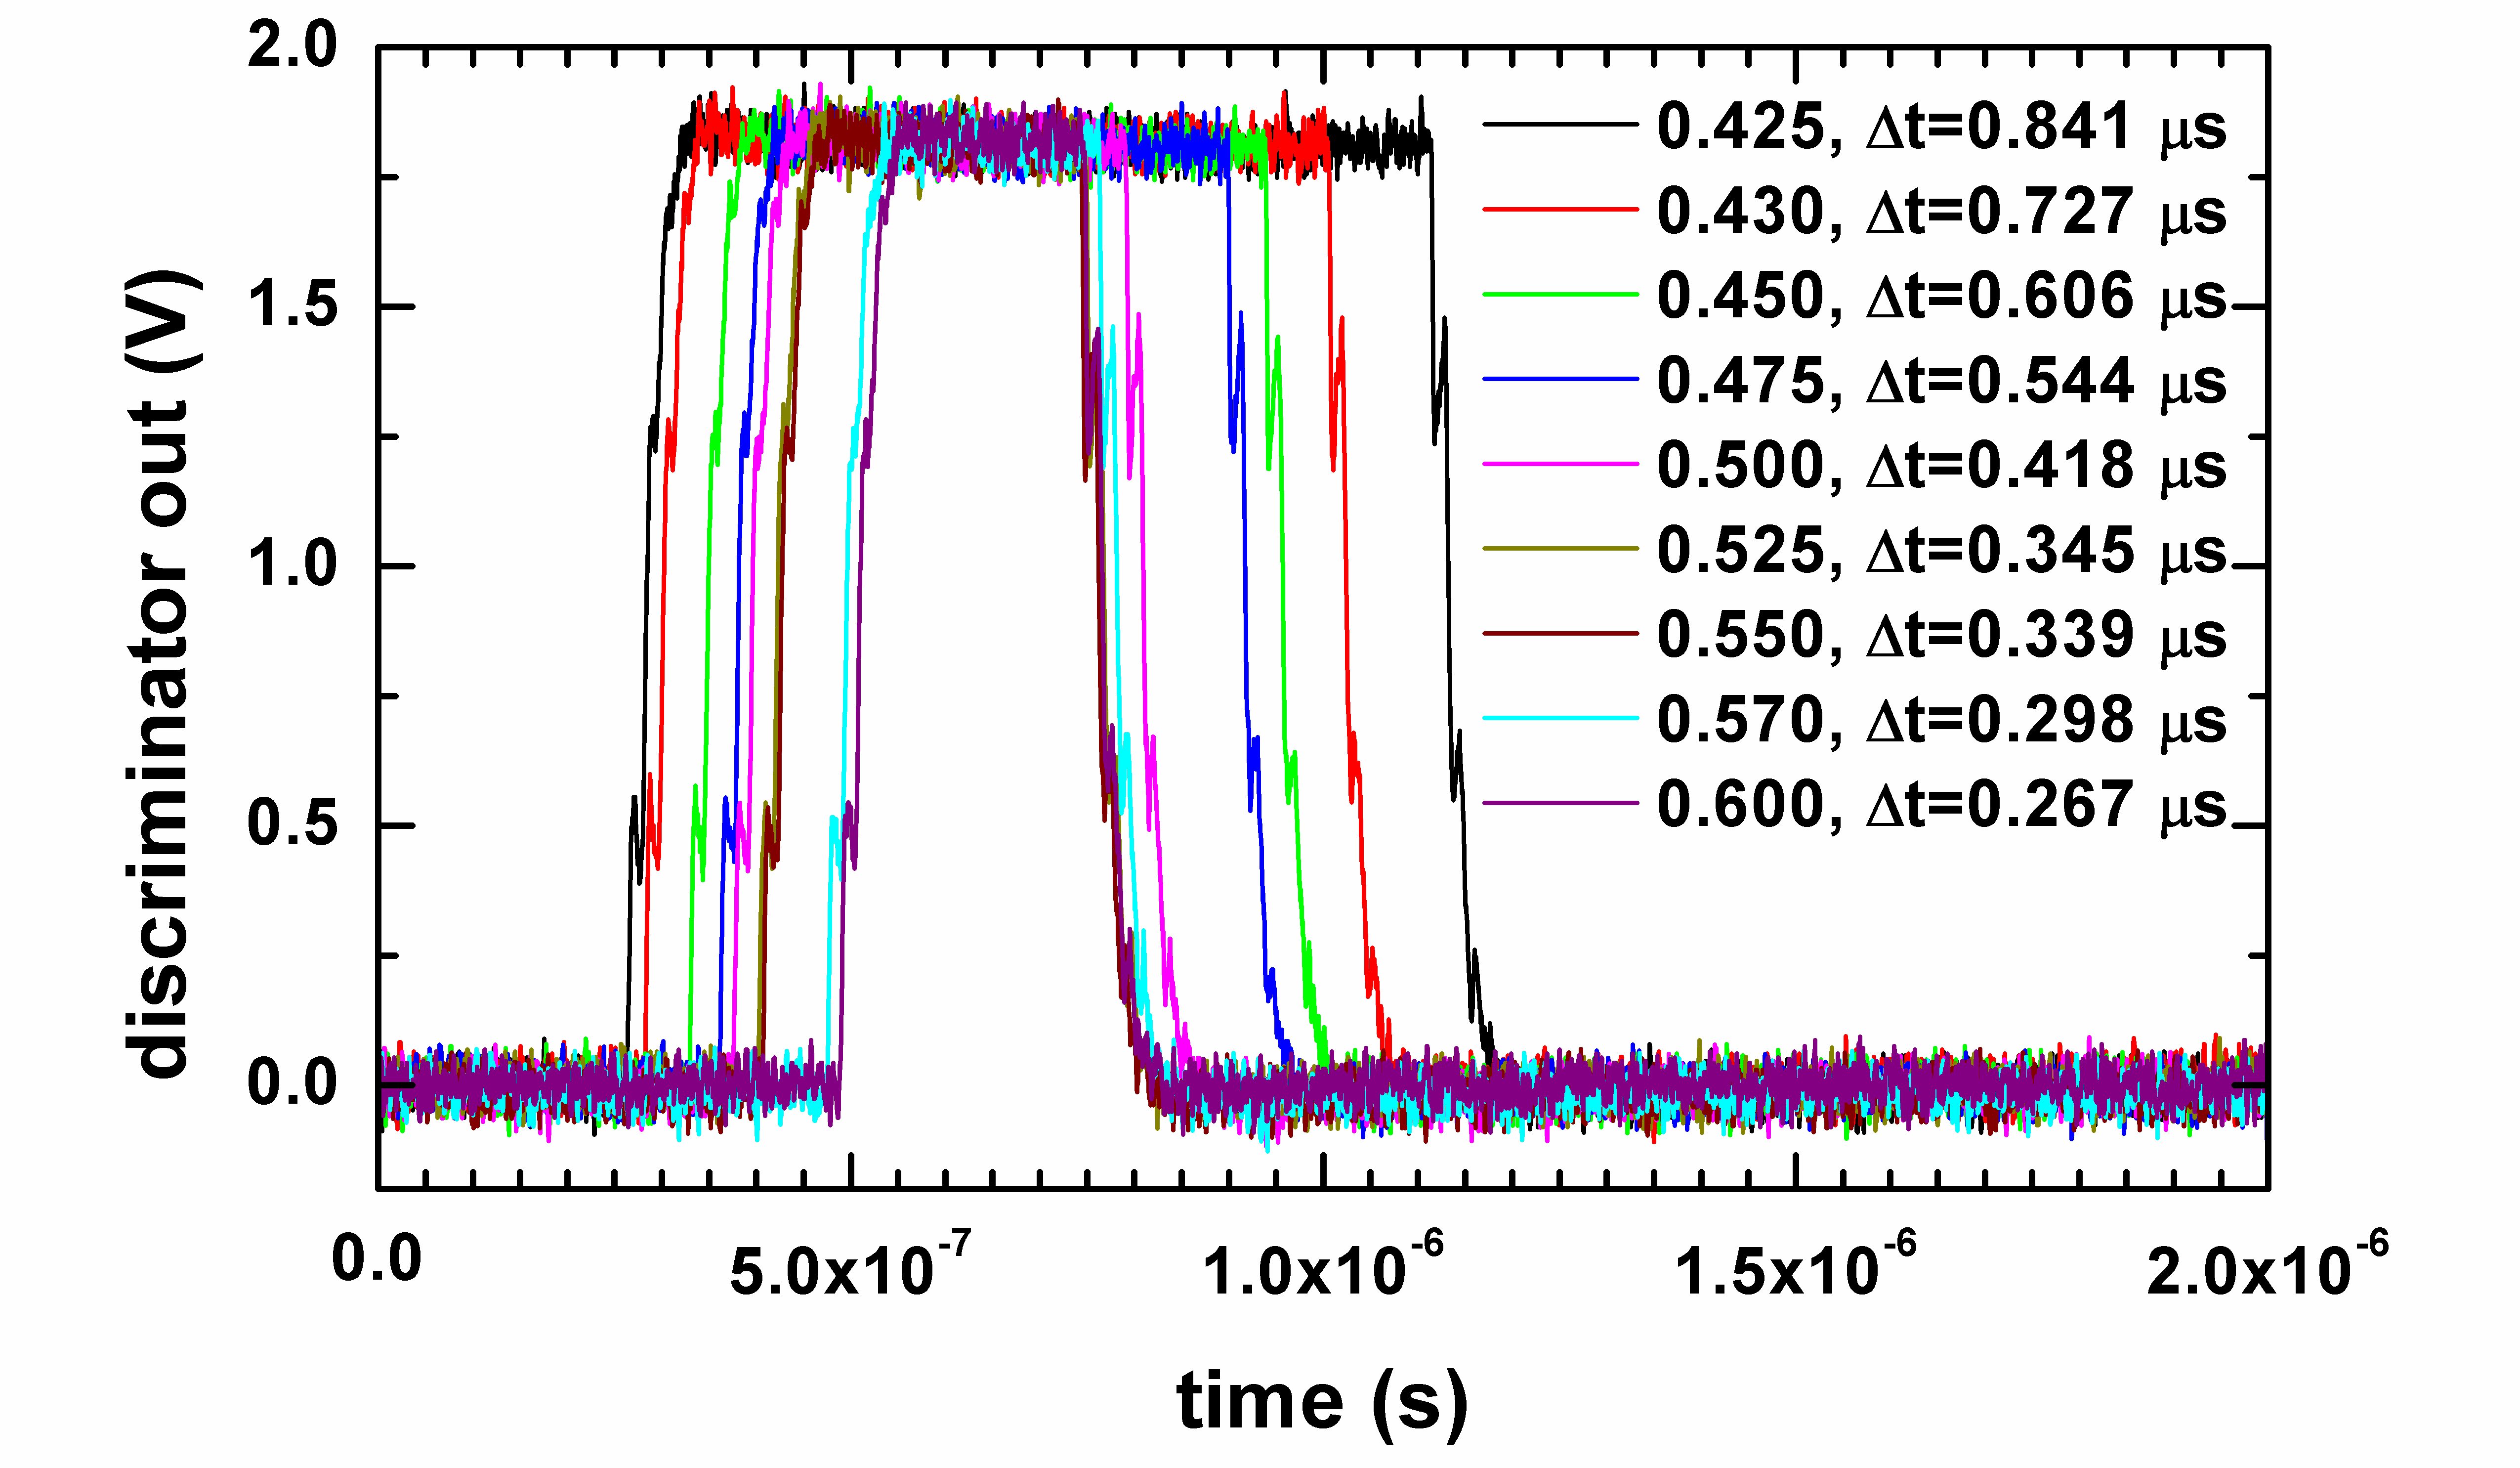 discriminator out (V)
2.0
1.5
1.0
0.5
0.0
0.425, Δt=0.841 μs
0.430, Δt=0.727 μs
0.450, Δt=0.606 μs
0.475, Δt=0.544 μs
0.500, Δt=0.418 μs
0.525, Δt=0.345 μs
0.550, Δt=0.339 μs
0.570, Δt=0.298 μs
0.600, Δt=0.267 μs
0.0 5.0x10⁻⁷ 1.0x10⁻⁶ 1.5x10⁻⁶ 2.0x10⁻⁶
time (s)